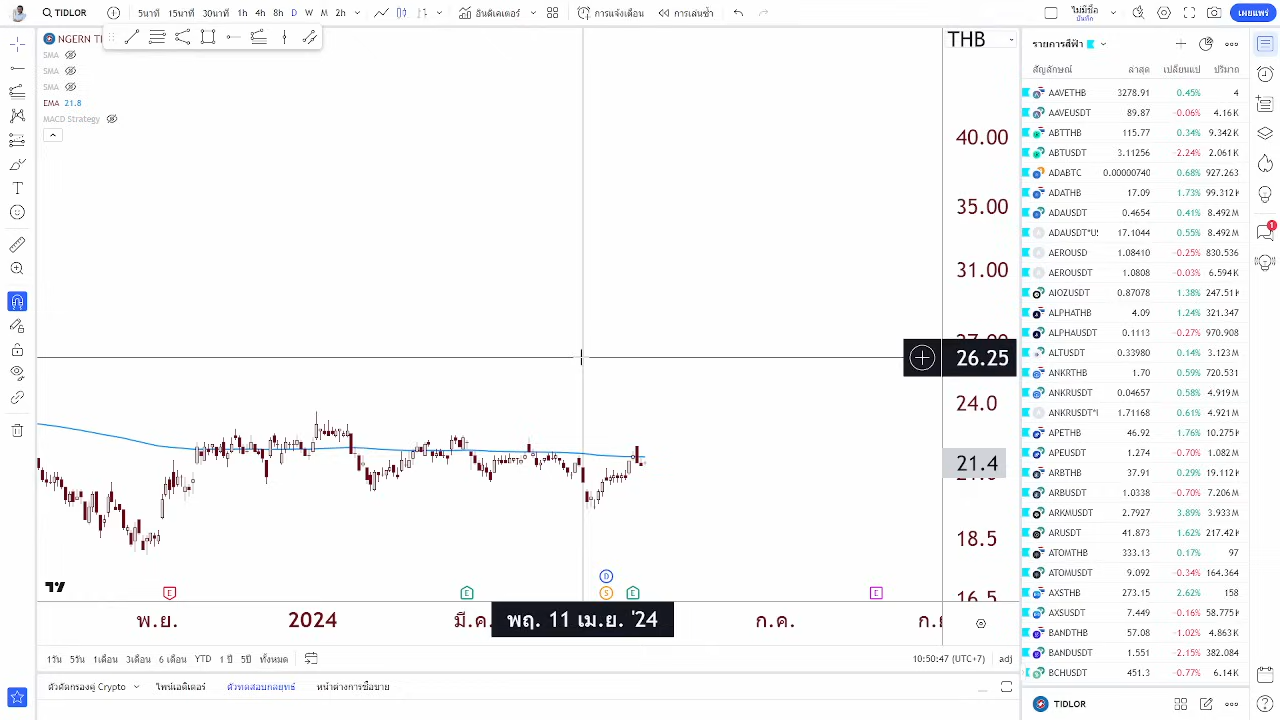 TIDLOR 5นาที 15นาที 30นาที 1h 4h 8h D W M 2h อินดิเคเตอร์ การแจ้งเตือน การเล่นซ้ำ ไม่มีชื่อ เผยแพร่
บันทึก
NGERN TI
SMA
SMA
SMA
EMA 21.8
MACD Strategy
THB
40.00
35.00
31.00
26.25
24.0
21.4
18.5
16.5
E E D S E E
พ.ย. 2024 มี.ค. พฤ. 11 เม.ย. '24 ก.ค.
1วัน 5วัน 1เดือน 3เดือน 6 เดือน YTD 1 ปี 5ปี ทั้งหมด 10:50:47 (UTC+7) adj
ตัวคัดกรองคู่ Crypto ไพน์เอดิเตอร์ ตัวทดสอบกลยุทธ์ หน้าต่างการซื้อขาย
รายการสีฟ้า
สัญลักษณ์ ล่าสุด เปลี่ยนแป ปริมาณ
AAVETHB 3278.91 0.45% 4
AAVEUSDT 89.87 −0.06% 4.16K
ABTTHB 115.77 0.34% 9.342K
ABTUSDT 3.11256 −2.24% 2.061K
ADABTC 0.00000740 0.68% 927.263
ADATHB 17.09 1.73% 99.312K
ADAUSDT 0.4654 0.41% 8.492M
ADAUSDT*U 17.1044 0.55% 8.492M
AEROUSD 1.08410 −0.25% 830.536
AEROUSDT 1.0808 −0.03% 6.594K
AIOZUSDT 0.87078 1.38% 247.51K
ALPHATHB 4.09 1.24% 321.347
ALPHAUSDT 0.1113 −0.27% 970.908
ALTUSDT 0.33980 0.14% 3.123M
ANKRTHB 1.70 0.59% 720.531
ANKRUSDT 0.04657 0.58% 4.919M
ANKRUSDT* 1.71168 0.61% 4.921M
APETHB 46.92 1.76% 10.275K
APEUSDT 1.274 −0.70% 1.082M
ARBTHB 37.91 0.29% 19.112K
ARBUSDT 1.0338 −0.70% 7.206M
ARKMUSDT 2.7927 3.89% 3.933M
ARUSDT 41.873 1.62% 217.42K
ATOMTHB 333.13 0.17% 97
ATOMUSDT 9.092 −0.34% 164.364
AXSTHB 273.15 2.62% 158
AXSUSDT 7.449 −0.16% 58.775K
BANDTHB 57.08 −1.02% 4.863K
BANDUSDT 1.551 −2.15% 382.084
BCHUSDT 451.3 −0.77% 6.14K
TIDLOR
1